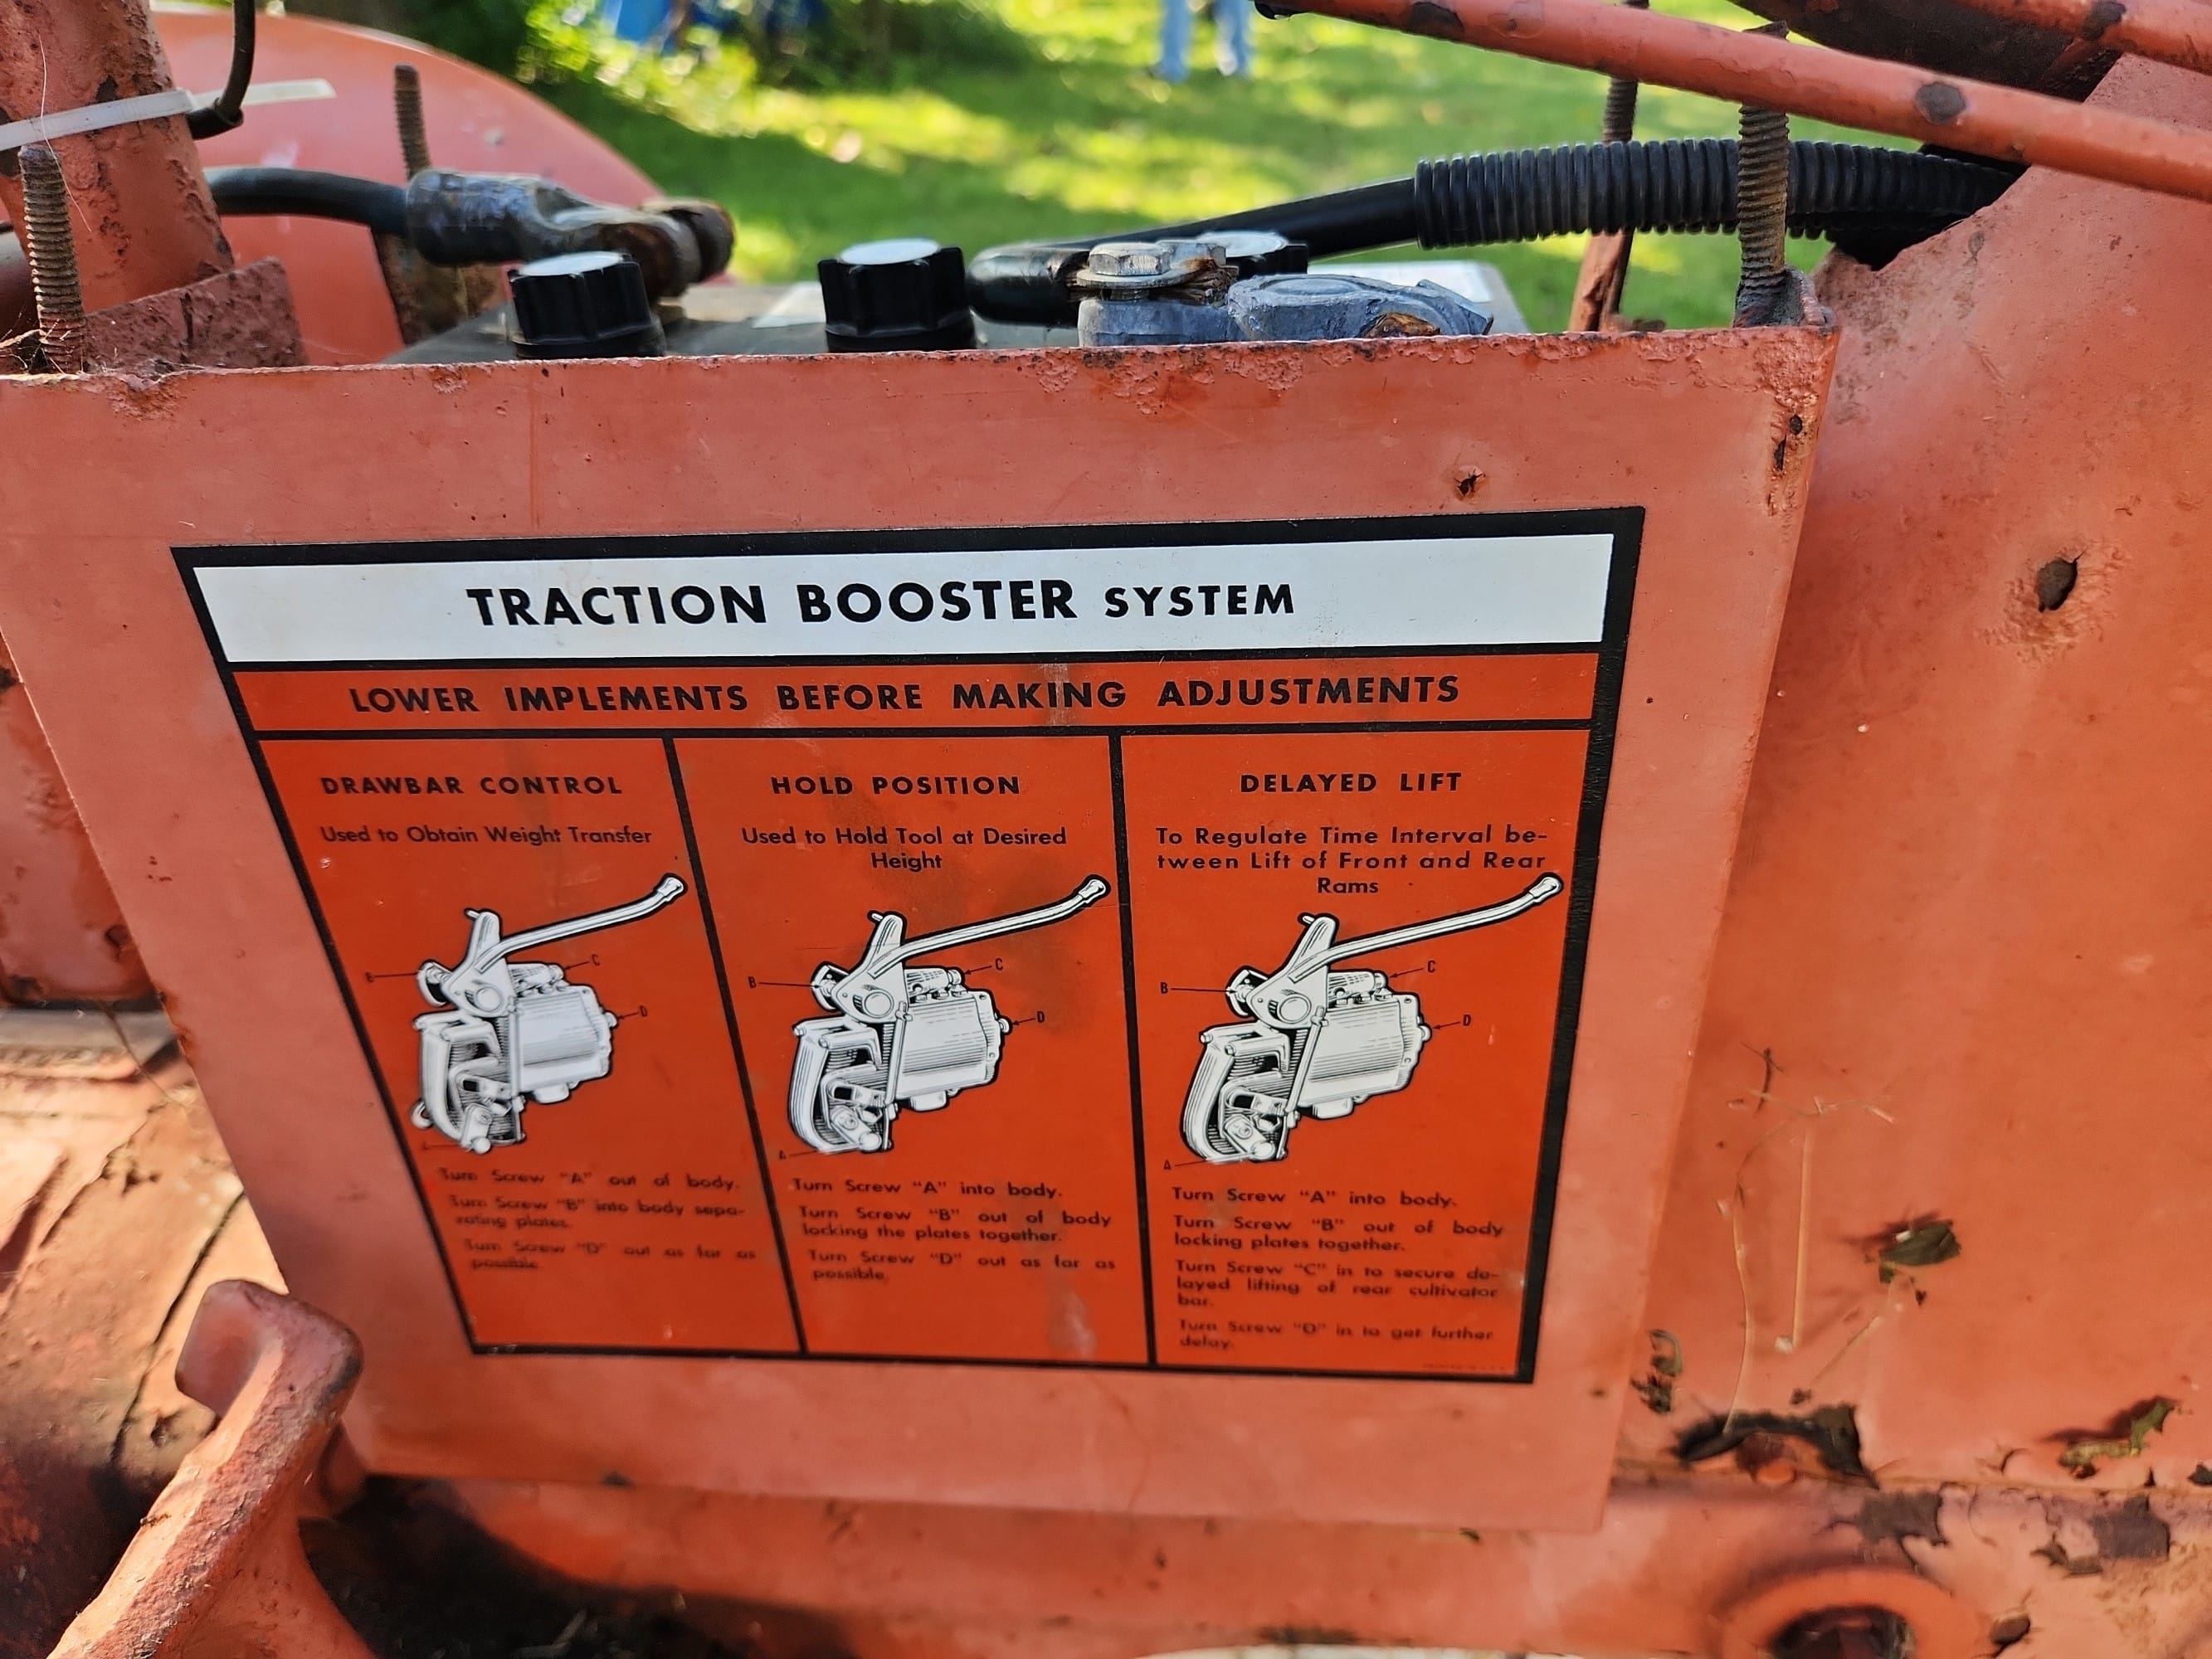 TRACTION BOOSTER SYSTEM
LOWER IMPLEMENTS BEFORE MAKING ADJUSTMENTS
DRAWBAR CONTROL
Used to Obtain Weight Transfer
B
C
D
A
Turn Screw "A" out of body.
Turn Screw "B" into body sepa-
rating plates.
Turn Screw "D" out as far as
possible.
HOLD POSITION
Used to Hold Tool at Desired
Height
B
C
D
A
Turn Screw "A" into body.
Turn Screw "B" out of body
locking the plates together.
Turn Screw "D" out as far as
possible.
DELAYED LIFT
To Regulate Time Interval be-
tween Lift of Front and Rear
Rams
B
C
D
A
Turn Screw "A" into body.
Turn Screw "B" out of body
locking plates together.
Turn Screw "C" in to secure de-
layed lifting of rear cultivator
bar.
Turn Screw "D" in to get further
delay.